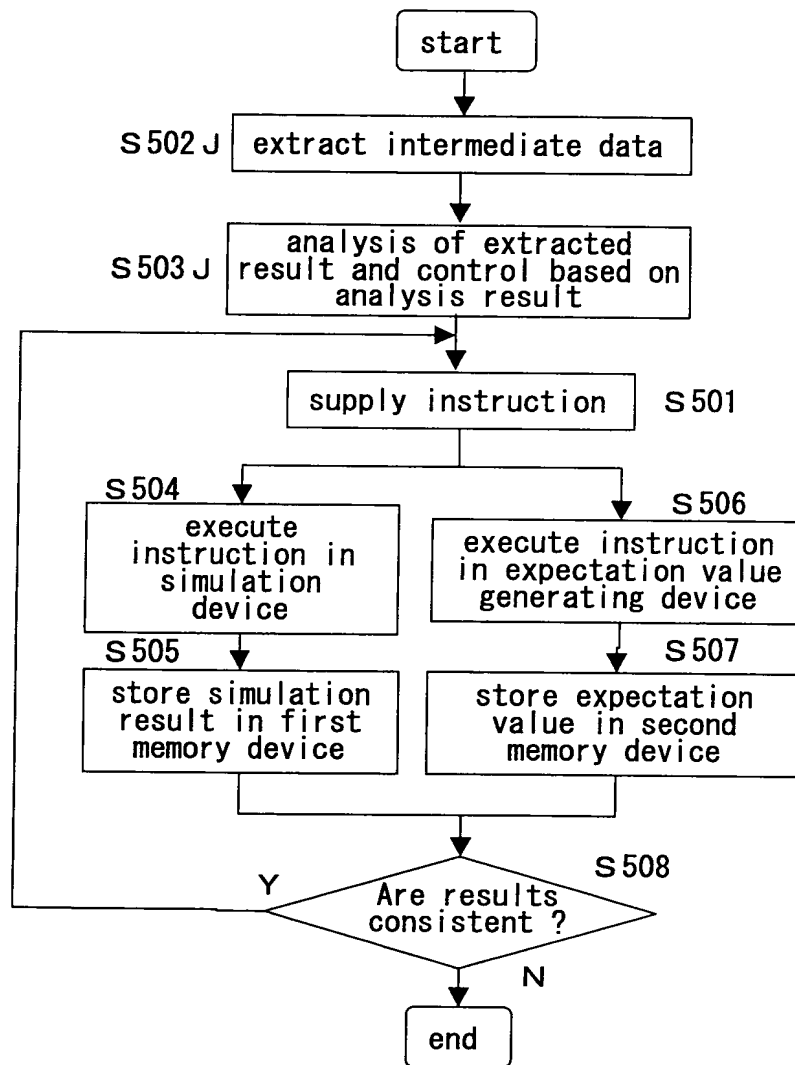 start
S502J
extract intermediate data
S503J
analysis of extracted
result and control based on
analysis result
supply instruction
S501
S504
execute
instruction in
simulation
device
S506
execute instruction
in expectation value
generating device
S505
store simulation
result in first
memory device
S507
store expectation
value in second
memory device
S508
Are results
consistent ?
Y
N
end